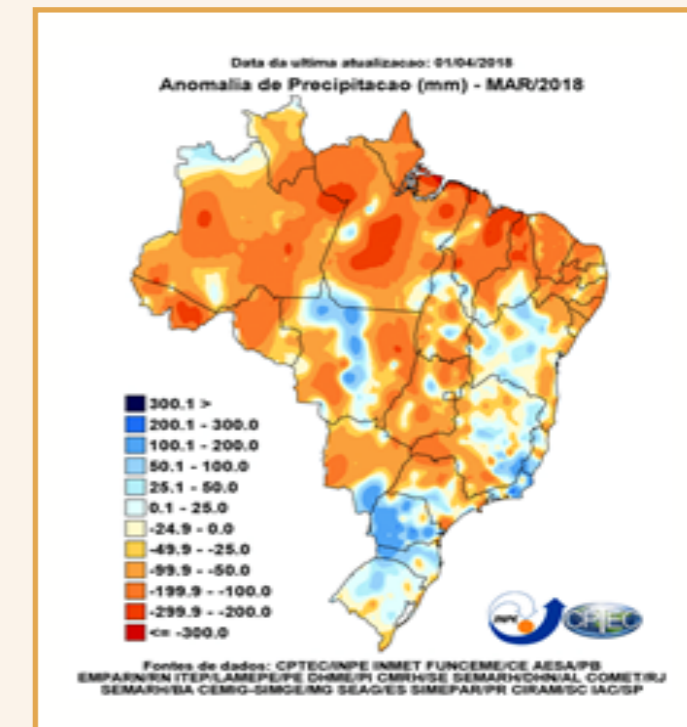 Data da ultima atualizacao: 01/04/2018
Anomalia de Precipitacao (mm) - MAR/2018
300.1 >
200.1 - 300.0
100.1 - 200.0
50.1 - 100.0
25.1 - 50.0
0.1 - 25.0
-24.9 - 0.0
-49.9 - -25.0
-99.9 - -50.0
-199.9 - -100.0
-299.9 - -200.0
<= -300.0
INPE
CPTEC
Fontes de dados: CPTEC/INPE INMET FUNCEME/CE AESA/PB
EMPARN/RN ITEP/LAMEPE/PE DHME/PI CMRH/SE SEMARH/DHN/AL COMET/RJ
SEMARH/BA CEMIG-SIMGE/MG SEAG/ES SIMEPAR/PR CIRAM/SC IAC/SP